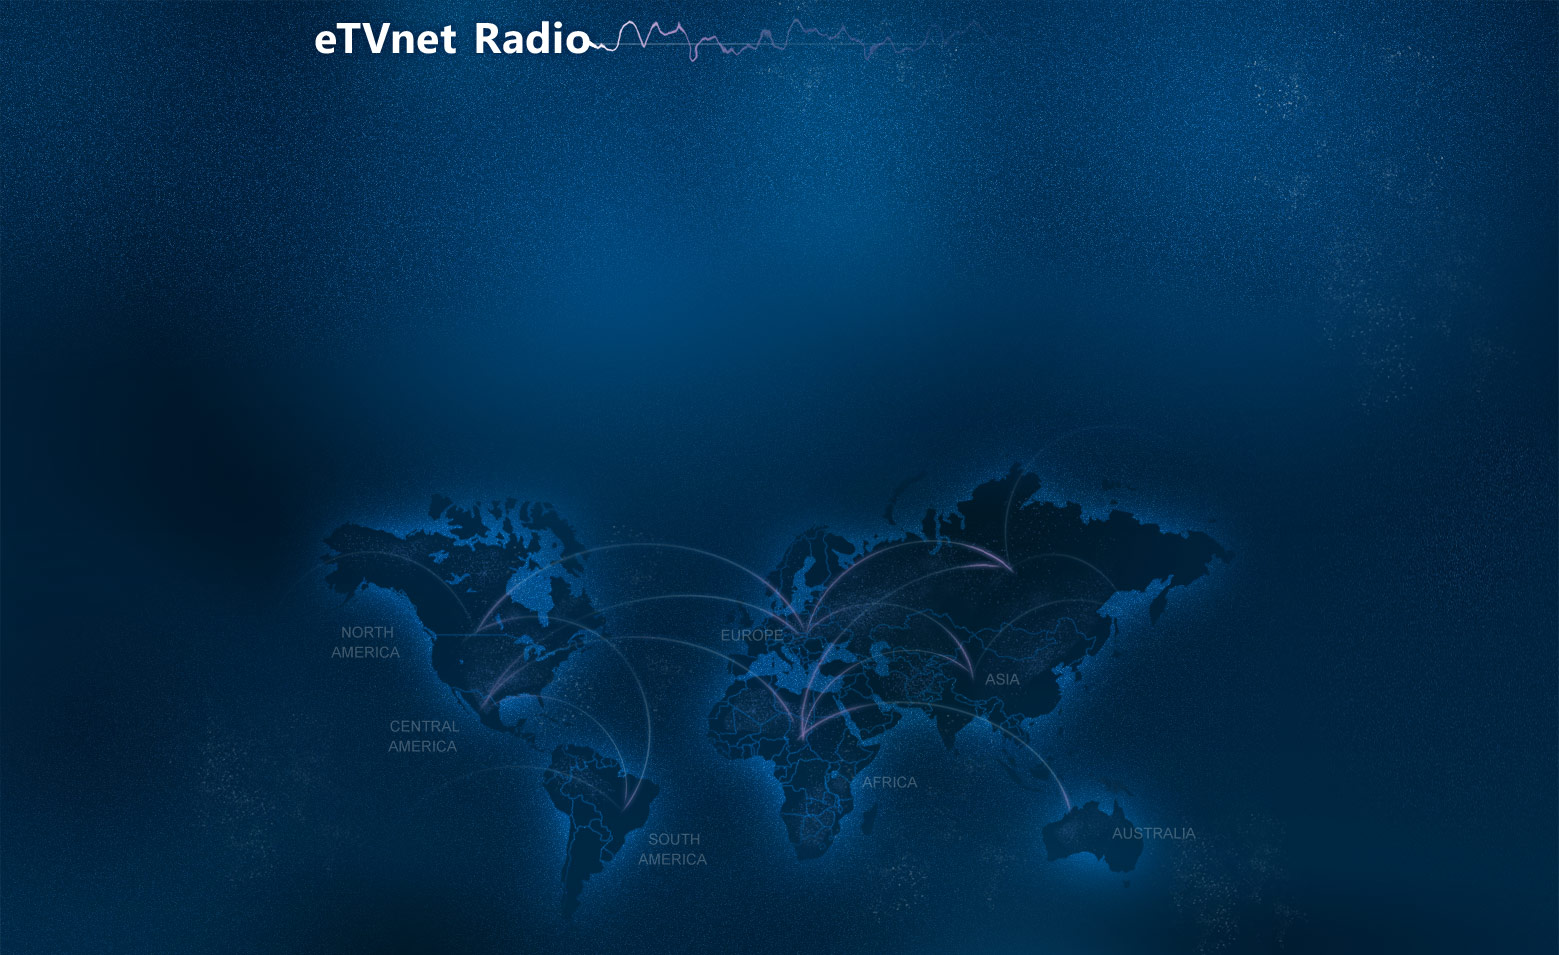 eTVnet Radio
NORTH
AMERICA
EUROPE
ASIA
CENTRAL
AMERICA
AFRICA
SOUTH
AMERICA
AUSTRALIA